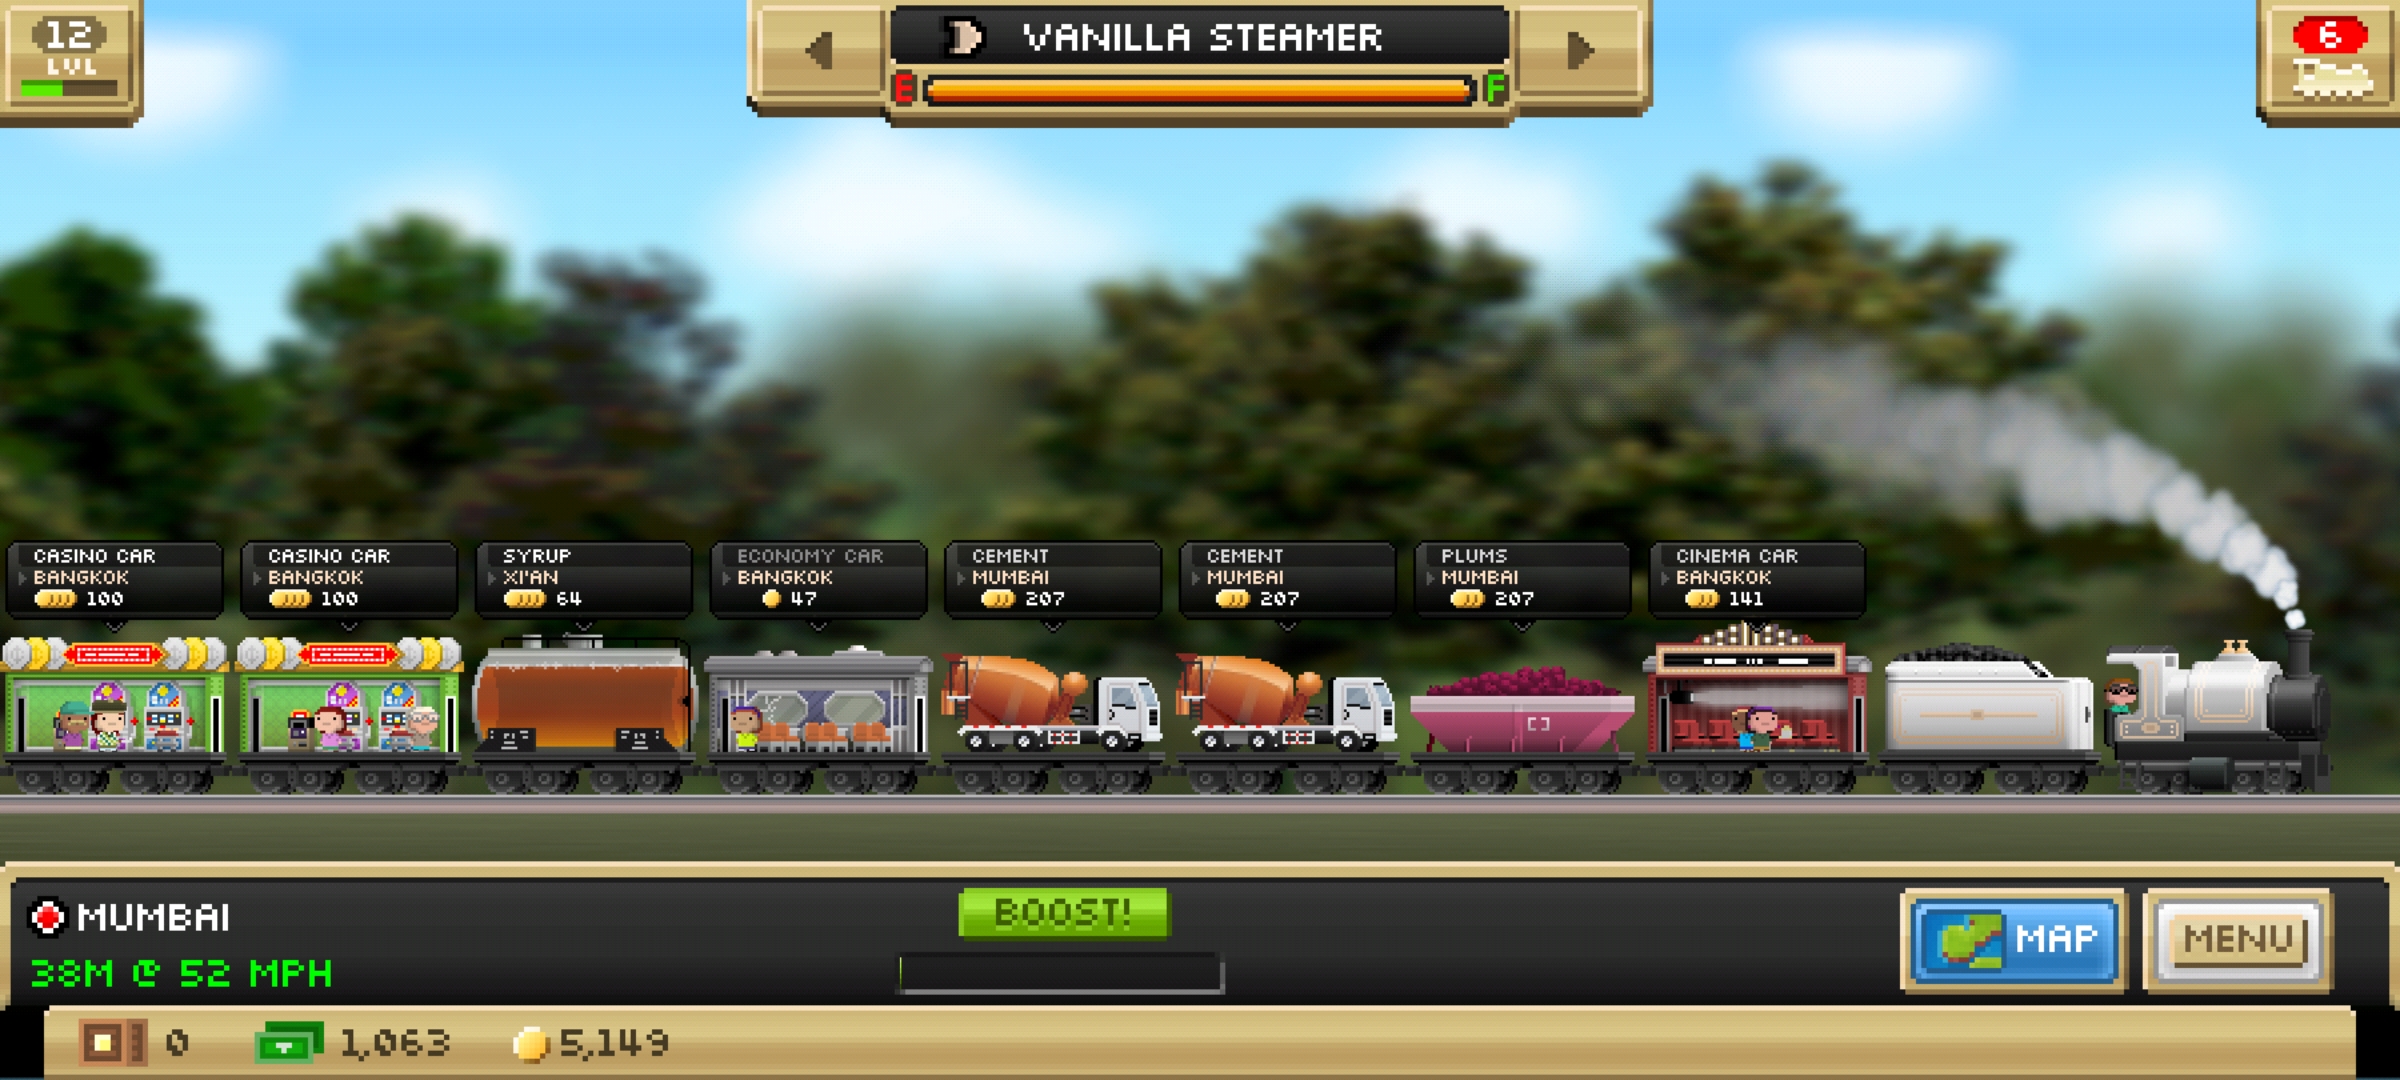 12
LVL
VANILLA STEAMER
E F
6
CASINO CAR
BANGKOK
100
CASINO CAR
BANGKOK
100
SYRUP
XI'AN
64
ECONOMY CAR
BANGKOK
47
CEMENT
MUMBAI
207
CEMENT
MUMBAI
207
PLUMS
MUMBAI
207
CINEMA CAR
BANGKOK
141
MUMBAI
38M @ 52 MPH
BOOST!
MAP
MENU
0
1,063
5,149